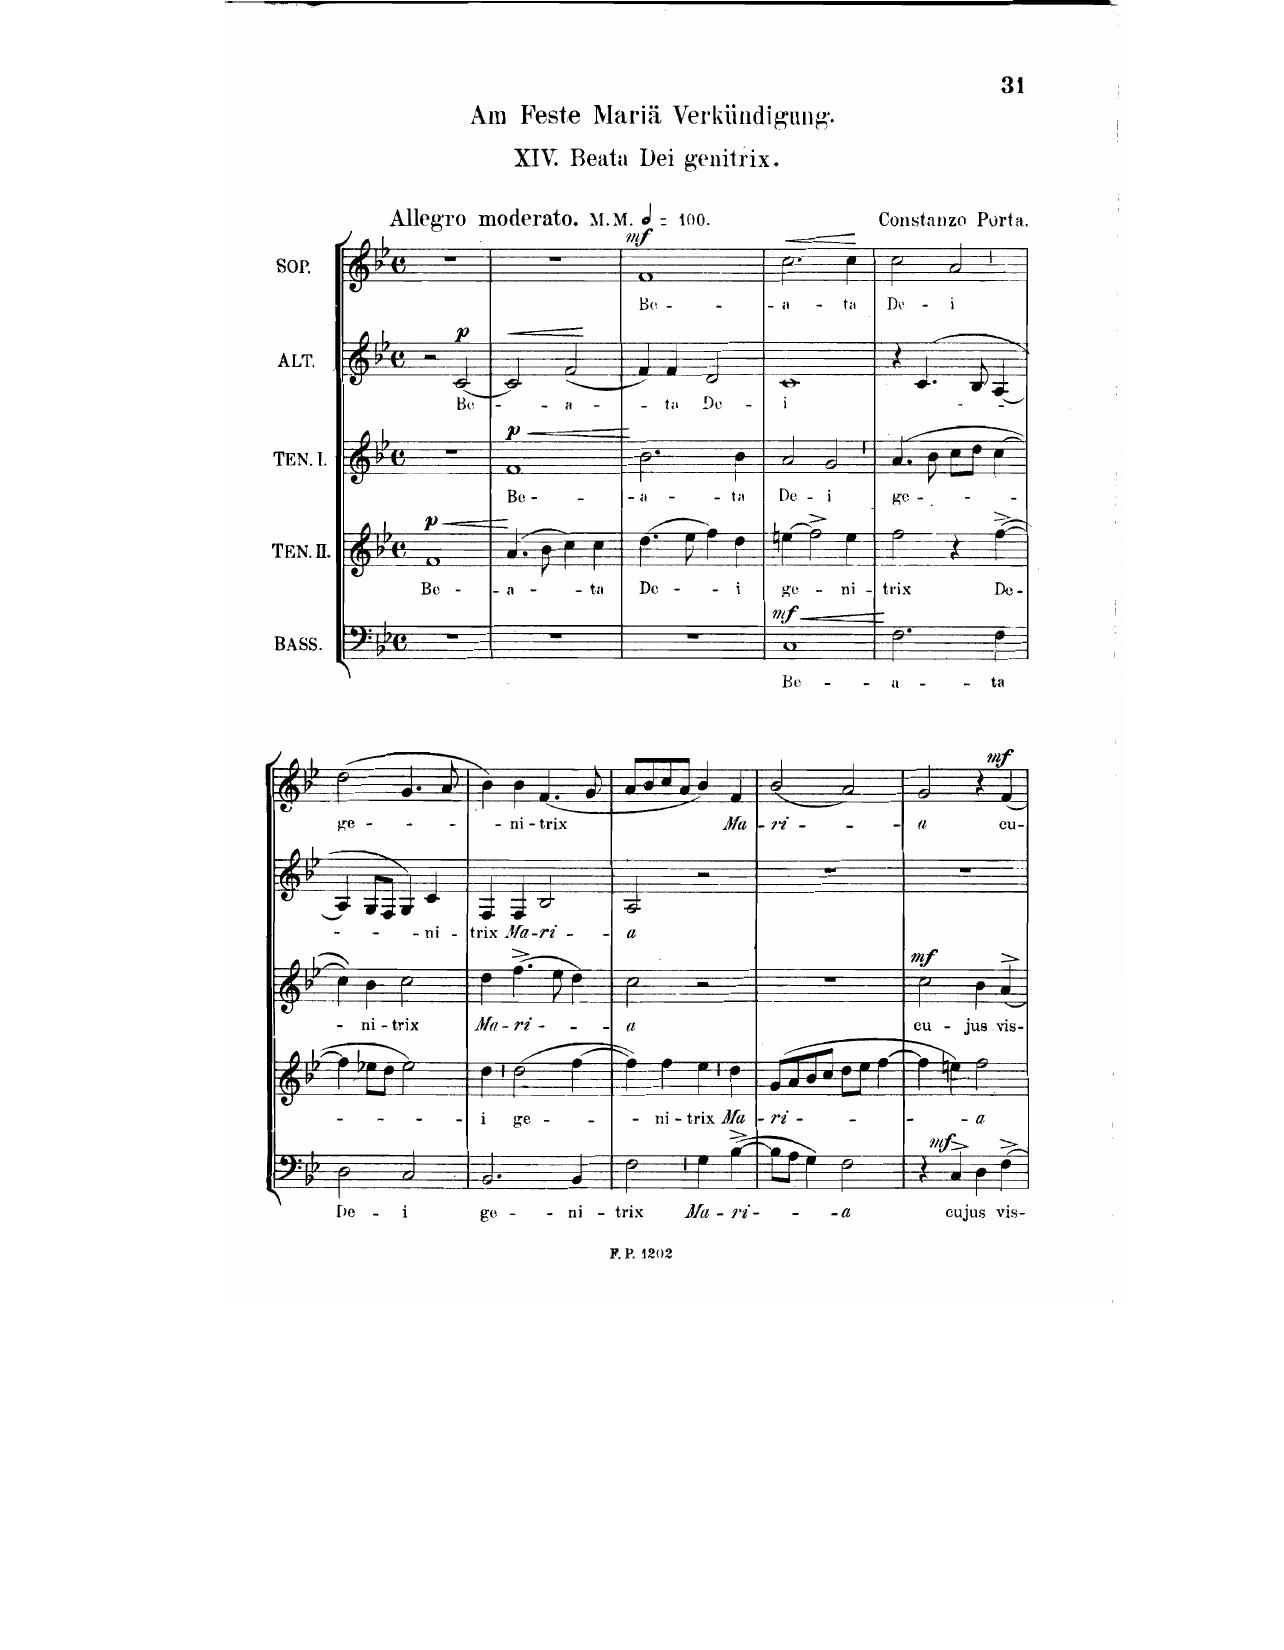 31
Am Feste Mariä Verkündigung.
XIV. Beata Dei genitrix.
Allegro moderato. M.M. 𝅗𝅥 = 100. Constanzo Porta.
mf
SOP.
Be - - - a - ta De - i
p
ALT.
Be - - a - - ta De - i - -
p
TEN. I.
Be - - - a - - ta De - i ge - - -
p
TEN. II.
Be - - a - - ta De - - i ge - ni - trix De -
mf
BASS.
Be - - a - - ta
mf
ge - - - - ni - trix Ma - ri - - - a cu -
- - - ni - trix Ma - ri - - a
mf
- ni - trix Ma - ri - - - a cu - jus vis -
- - - - i ge - - - ni - trix Ma - ri - - - - a
mf
De - i ge - - ni - trix Ma - ri - - - a cujus vis -
F. P. 1202